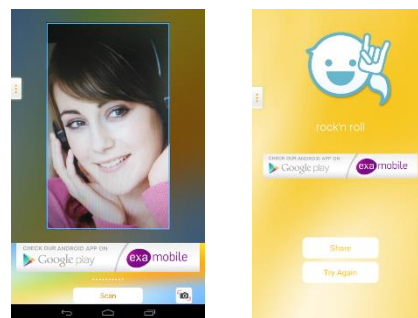 CHECK OUR ANDROID APP ON
Google play
exa mobile
Scan
rock'n roll
CHECK OUR ANDROID APP ON
Google play
exa mobile
Share
Try Again